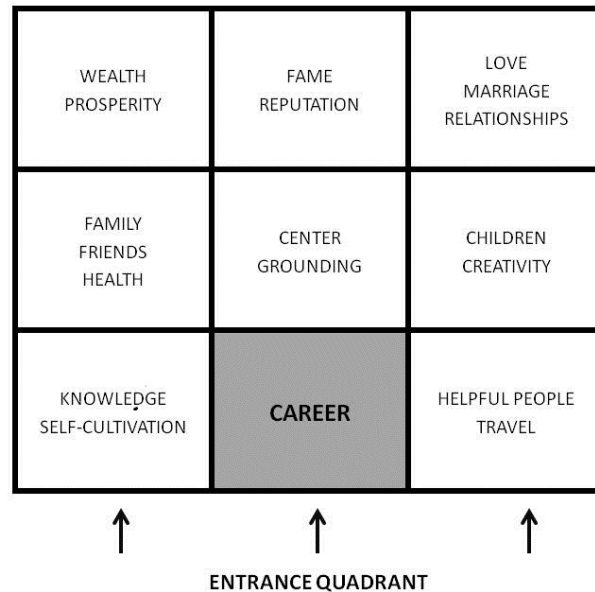 WEALTH
PROSPERITY
FAME
REPUTATION
LOVE
MARRIAGE
RELATIONSHIPS
FAMILY
FRIENDS
HEALTH
CENTER
GROUNDING
CHILDREN
CREATIVITY
KNOWLEDGE
SELF-CULTIVATION
CAREER
HELPFUL PEOPLE
TRAVEL
ENTRANCE QUADRANT